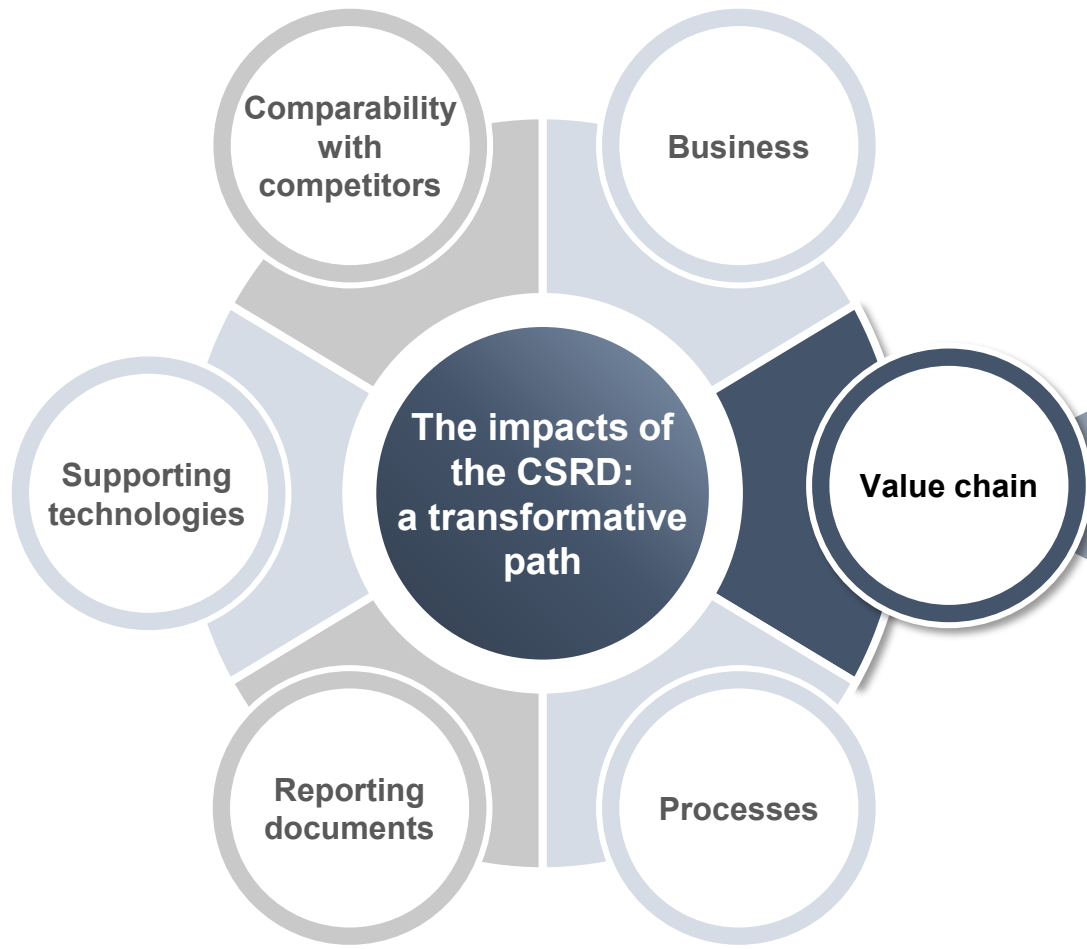 Comparability
with
competitors
Business
The impacts of
the CSRD:
a transformative
path
Value chain
Supporting
technologies
Reporting
documents
Processes